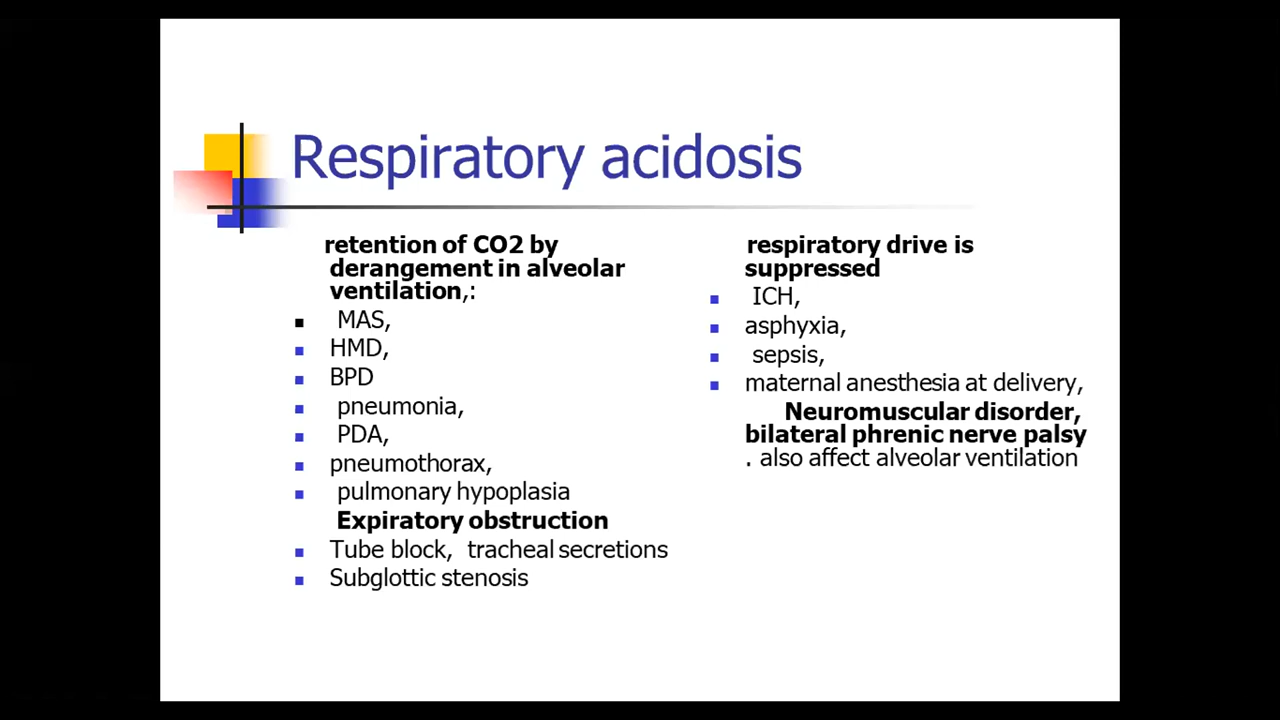 Respiratory acidosis
retention of CO2 by
derangement in alveolar
ventilation,:
MAS,
HMD,
BPD
pneumonia,
PDA,
pneumothorax,
pulmonary hypoplasia
Expiratory obstruction
Tube block, tracheal secretions
Subglottic stenosis
respiratory drive is
suppressed
ICH,
asphyxia,
sepsis,
maternal anesthesia at delivery,
Neuromuscular disorder,
bilateral phrenic nerve palsy
. also affect alveolar ventilation